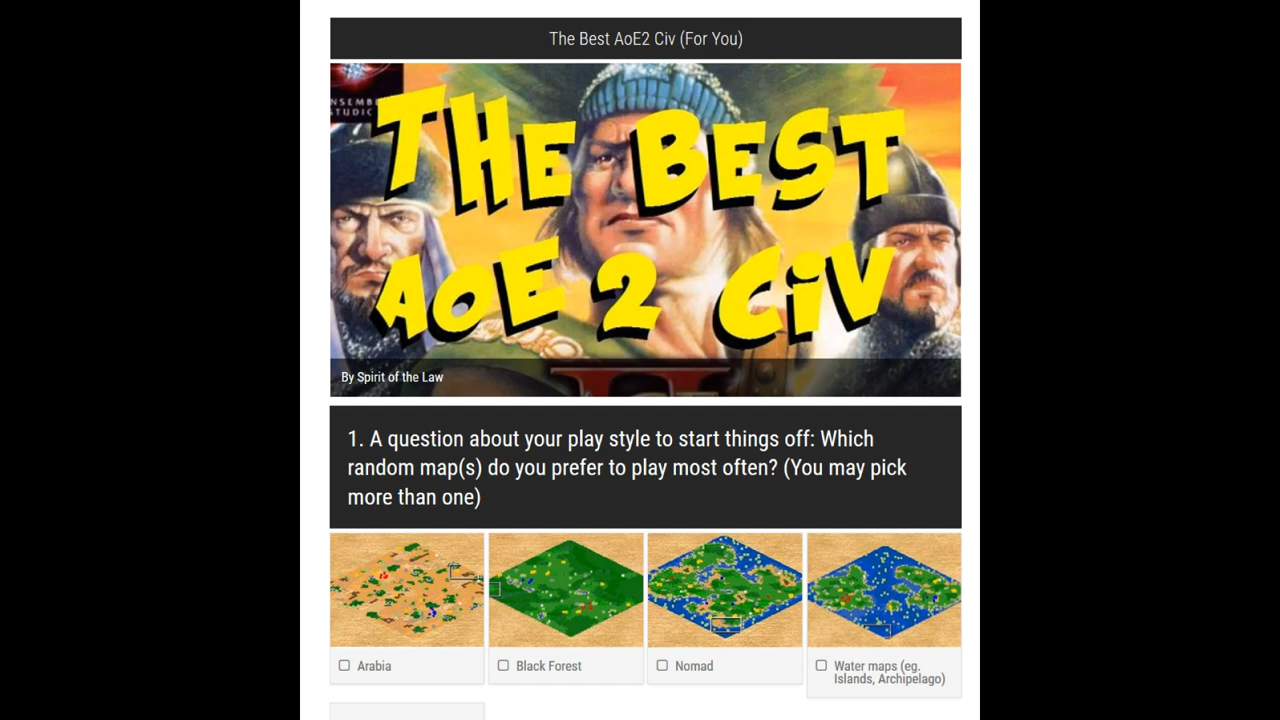 The Best AoE2 Civ (For You)
THE BEST
AOE 2 CiV
By Spirit of the Law
1. A question about your play style to start things off: Which
random map(s) do you prefer to play most often? (You may pick
more than one)
Arabia
Black Forest
Nomad
Water maps (eg.
Islands, Archipelago)